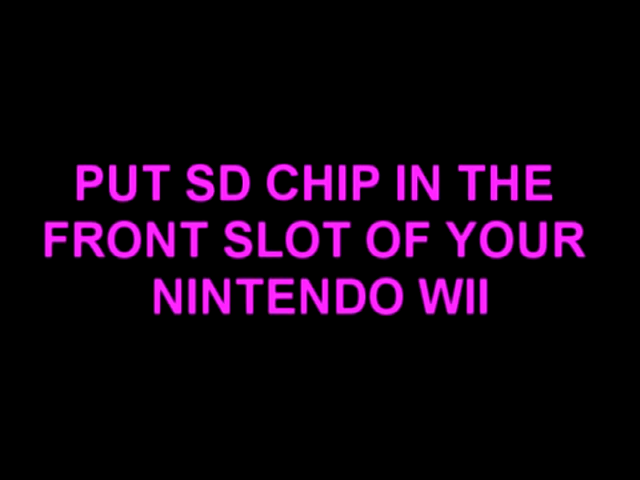 PUT SD CHIP IN THE
FRONT SLOT OF YOUR
NINTENDO WII